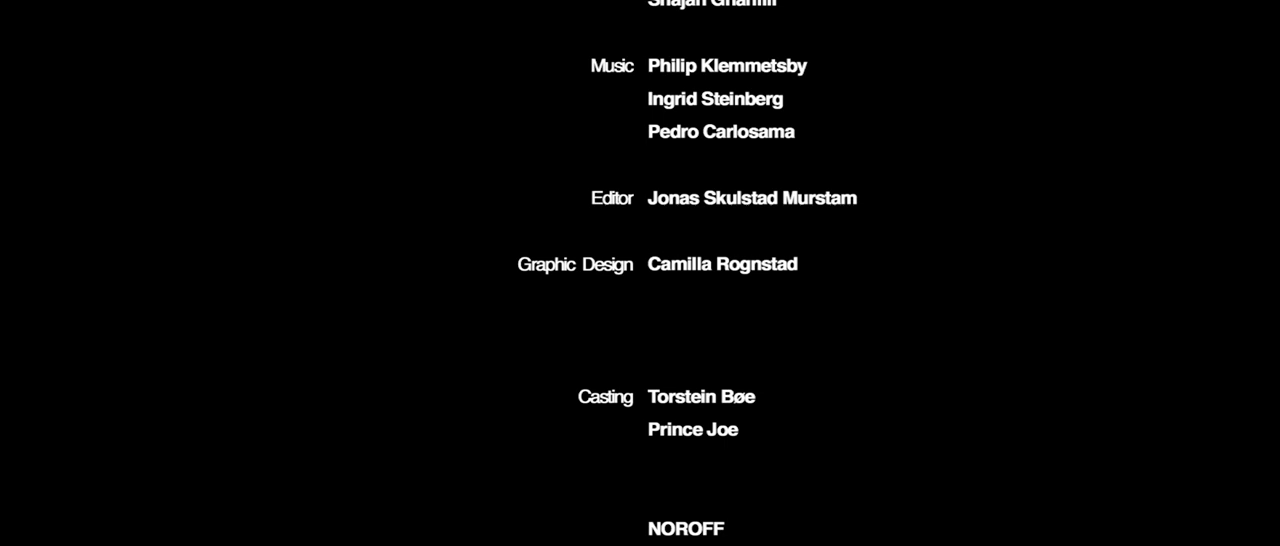 Music Philip Klemmetsby
Ingrid Steinberg
Pedro Carlosama
Editor Jonas Skulstad Murstam
Graphic Design Camilla Rognstad
Casting Torstein Bøe
Prince Joe
NOROFF